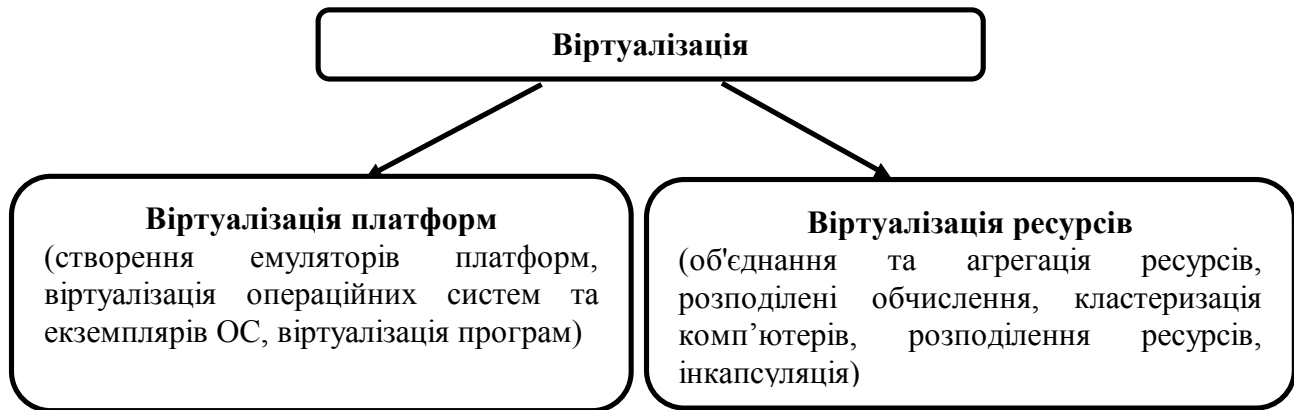 Віртуалізація
Віртуалізація платформ
(створення емуляторів платформ,
віртуалізація операційних систем та
екземплярів ОС, віртуалізація програм)
Віртуалізація ресурсів
(об'єднання та агрегація ресурсів,
розподілені обчислення, кластеризація
комп’ютерів, розподілення ресурсів,
інкапсуляція)